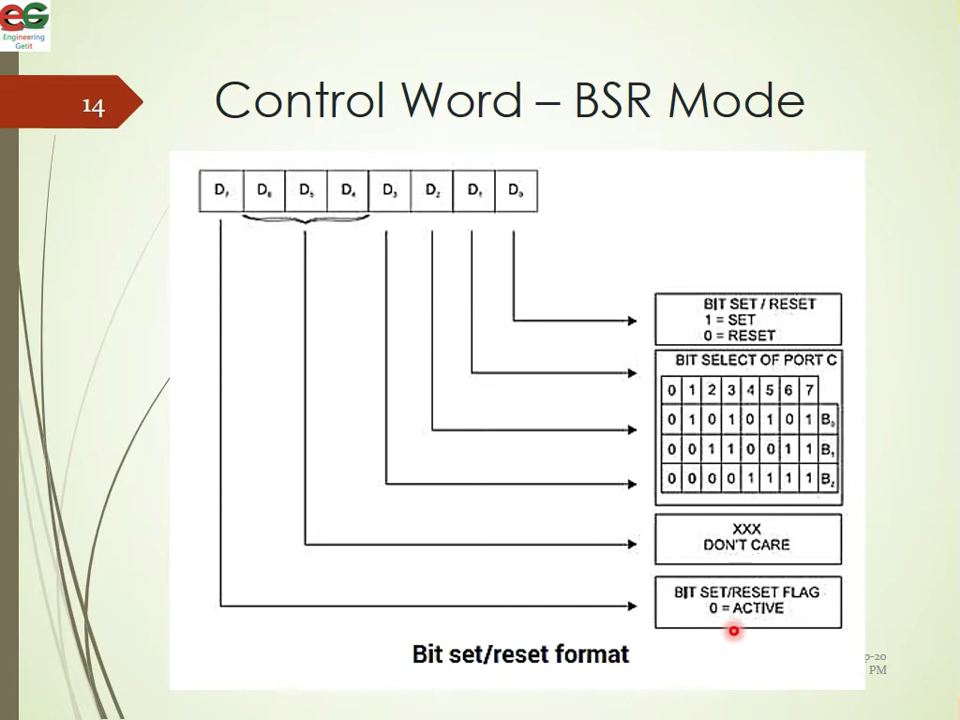 EG
Engineering
Getit
14
Control Word – BSR Mode
D7 D6 D5 D4 D3 D2 D1 D0
BIT SET / RESET
1 = SET
0 = RESET
BIT SELECT OF PORT C
0 1 2 3 4 5 6 7
0 1 0 1 0 1 0 1 B0
0 0 1 1 0 0 1 1 B1
0 0 0 0 1 1 1 1 B2
XXX
DON'T CARE
BIT SET/RESET FLAG
0 = ACTIVE
Bit set/reset format
p-20
PM